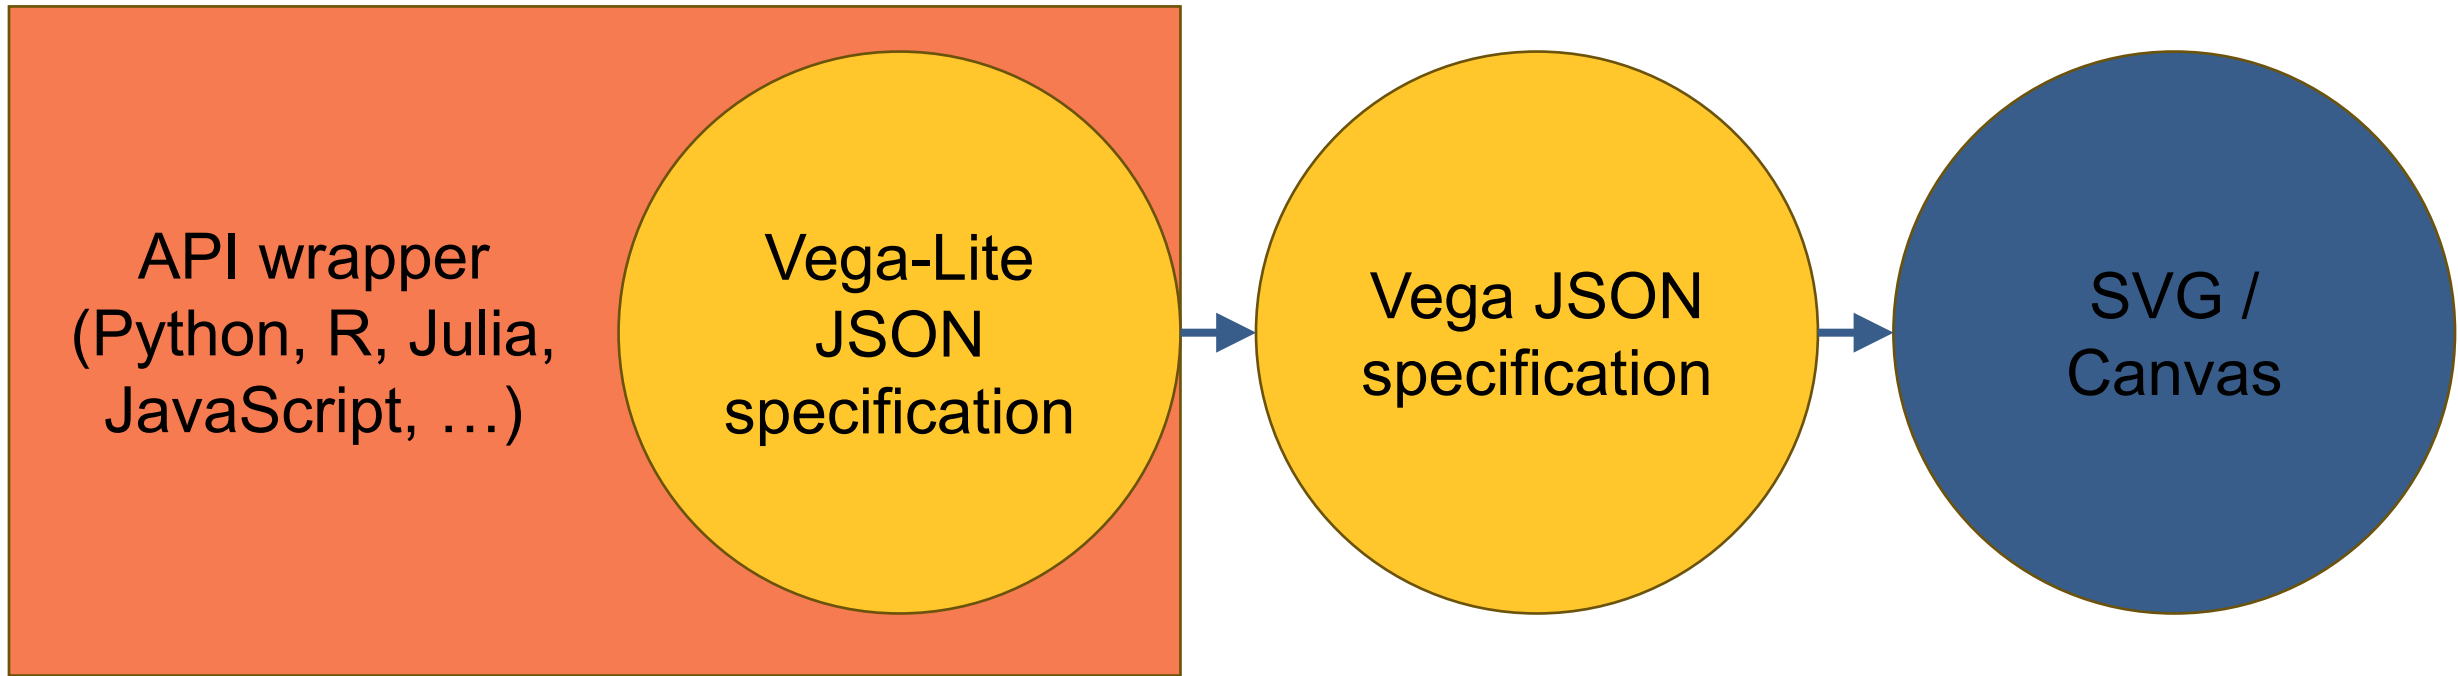 API wrapper
(Python, R, Julia,
JavaScript, …)
Vega-Lite
JSON
specification
Vega JSON
specification
SVG /
Canvas